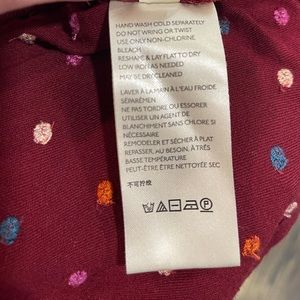 HAND WASH COLD SEPARATELY
DO NOT WRING OR TWIST
USE ONLY NON-CHLORINE
BLEACH
RESHAPE & LAY FLAT TO DRY
LOW IRON AS NEEDED
MAY BE DRYCLEANED
LAVER À LA MAIN À L'EAU FROIDE
SÉPARÉMEN
NE PAS TORDRE OU ESSORER
UTILISER UN AGENT DE
BLANCHIMENT SANS CHLORE SI
NÉCESSAIRE
REMODELER ET SÉCHER À PLAT
REPASSER, AU BESOIN, À TRÈS
BASSE TEMPÉRATURE
PEUT-ÊTRE ÊTRE NETTOYÉE SEC
不可拧绞